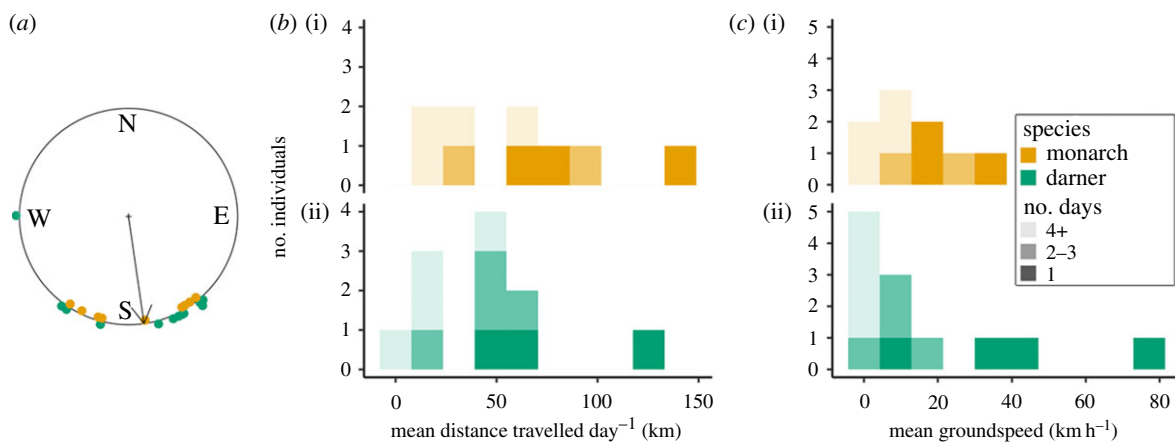 (a)
N
W
E
S
(b) (i)
4
3
2
1
0
no. individuals
(ii)
4
3
2
1
0
0 50 100 150
mean distance travelled day⁻¹ (km)
(c) (i)
5
4
3
2
1
0
(ii)
5
4
3
2
1
0
0 20 40 60 80
mean groundspeed (km h⁻¹)
species
monarch
darner
no. days
4+
2–3
1